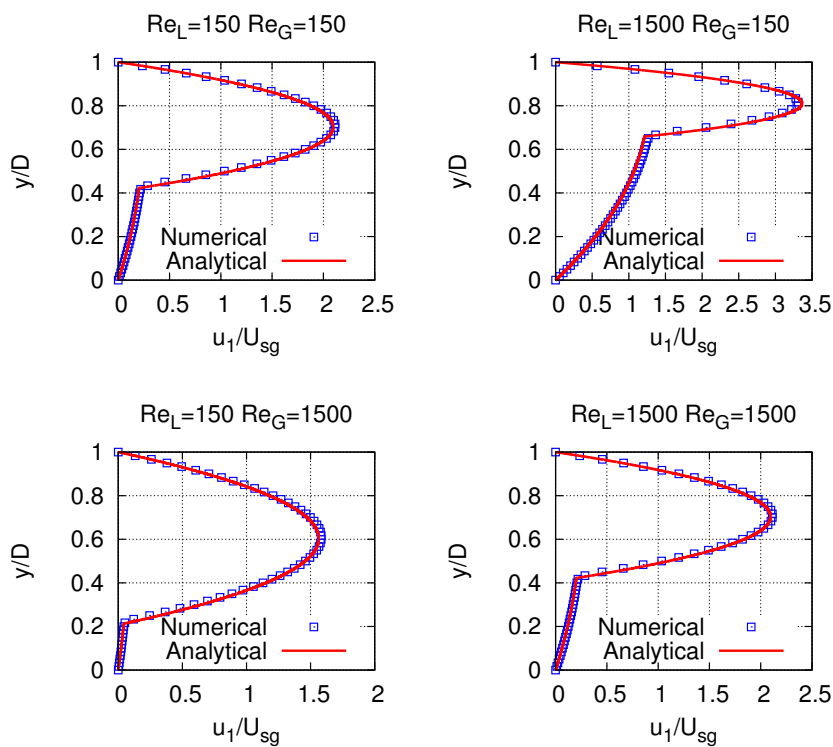 Re_L=150 Re_G=150
1
0.8
0.6
0.4
0.2
0
y/D
Numerical
Analytical
0 0.5 1 1.5 2 2.5
u_1/U_sg
Re_L=1500 Re_G=150
1
0.8
0.6
0.4
0.2
0
y/D
Numerical
Analytical
0 0.5 1 1.5 2 2.5 3 3.5
u_1/U_sg
Re_L=150 Re_G=1500
1
0.8
0.6
0.4
0.2
0
y/D
Numerical
Analytical
0 0.5 1 1.5 2
u_1/U_sg
Re_L=1500 Re_G=1500
1
0.8
0.6
0.4
0.2
0
y/D
Numerical
Analytical
0 0.5 1 1.5 2 2.5
u_1/U_sg